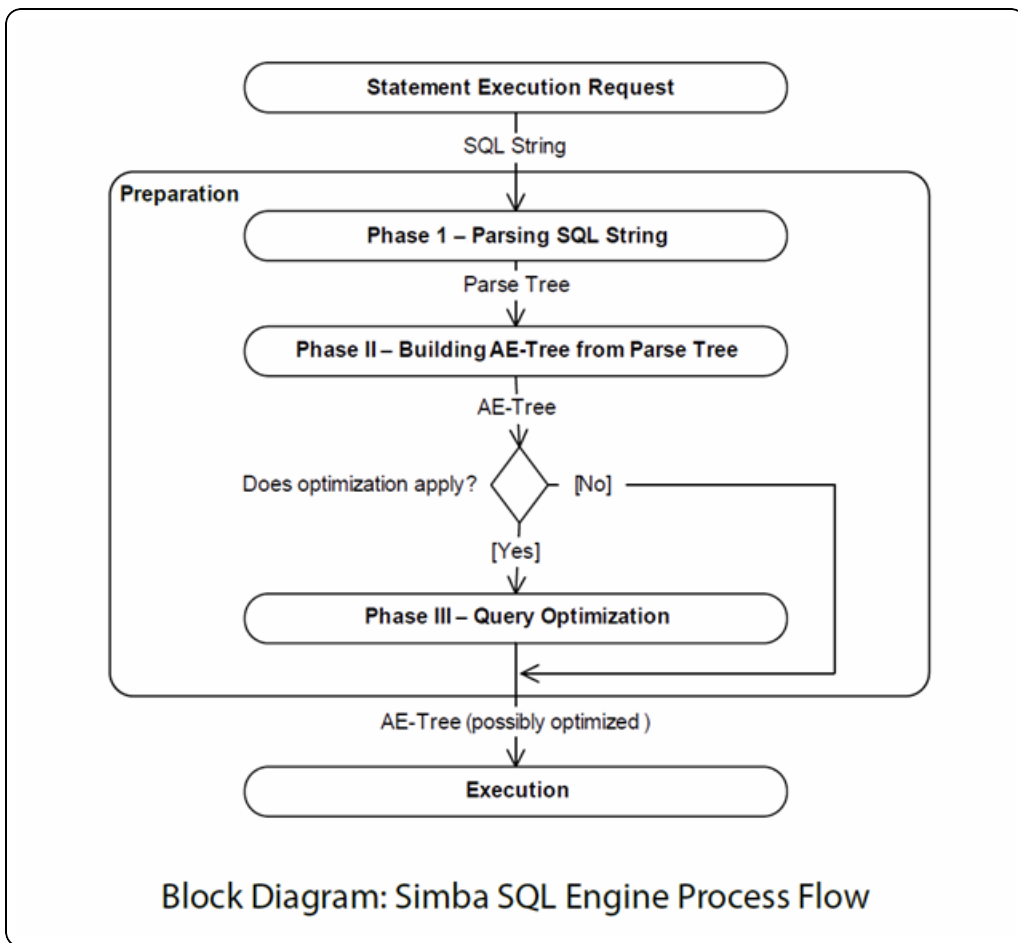 Statement Execution Request
SQL String
Preparation
Phase 1 – Parsing SQL String
Parse Tree
Phase II – Building AE-Tree from Parse Tree
AE-Tree
Does optimization apply? [No]
[Yes]
Phase III – Query Optimization
AE-Tree (possibly optimized )
Execution
Block Diagram: Simba SQL Engine Process Flow